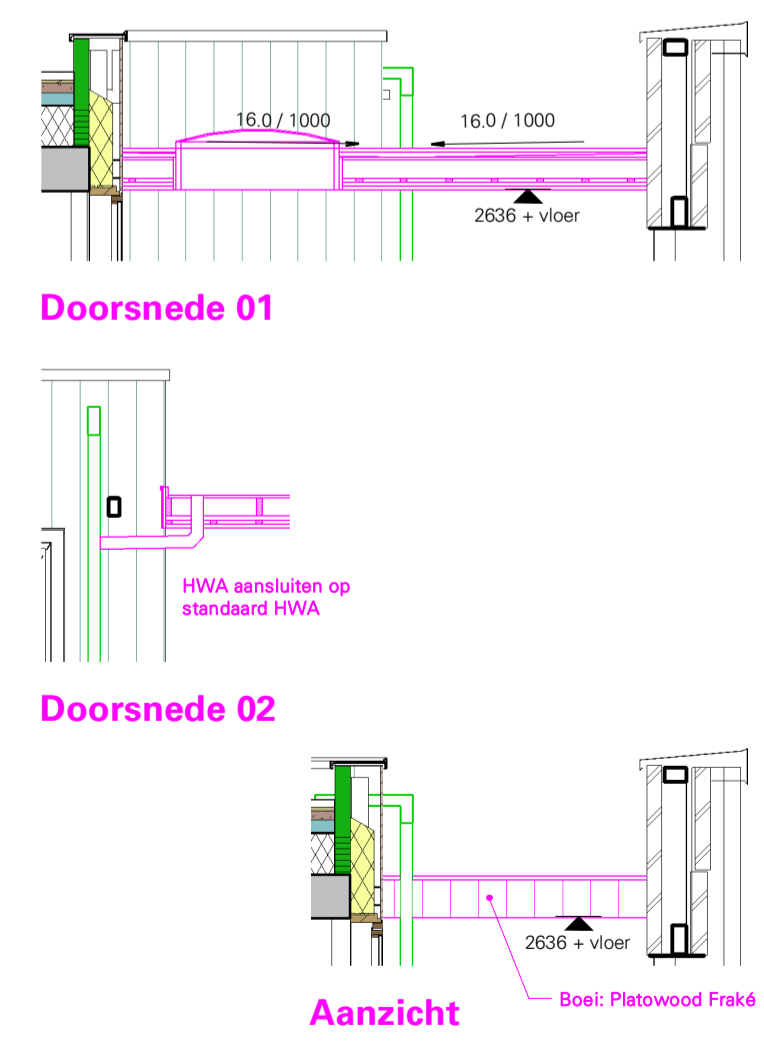 16.0 / 1000
16.0 / 1000
2636 + vloer
Doorsnede 01
HWA aansluiten op
standaard HWA
Doorsnede 02
2636 + vloer
Boei: Platowood Fraké
Aanzicht